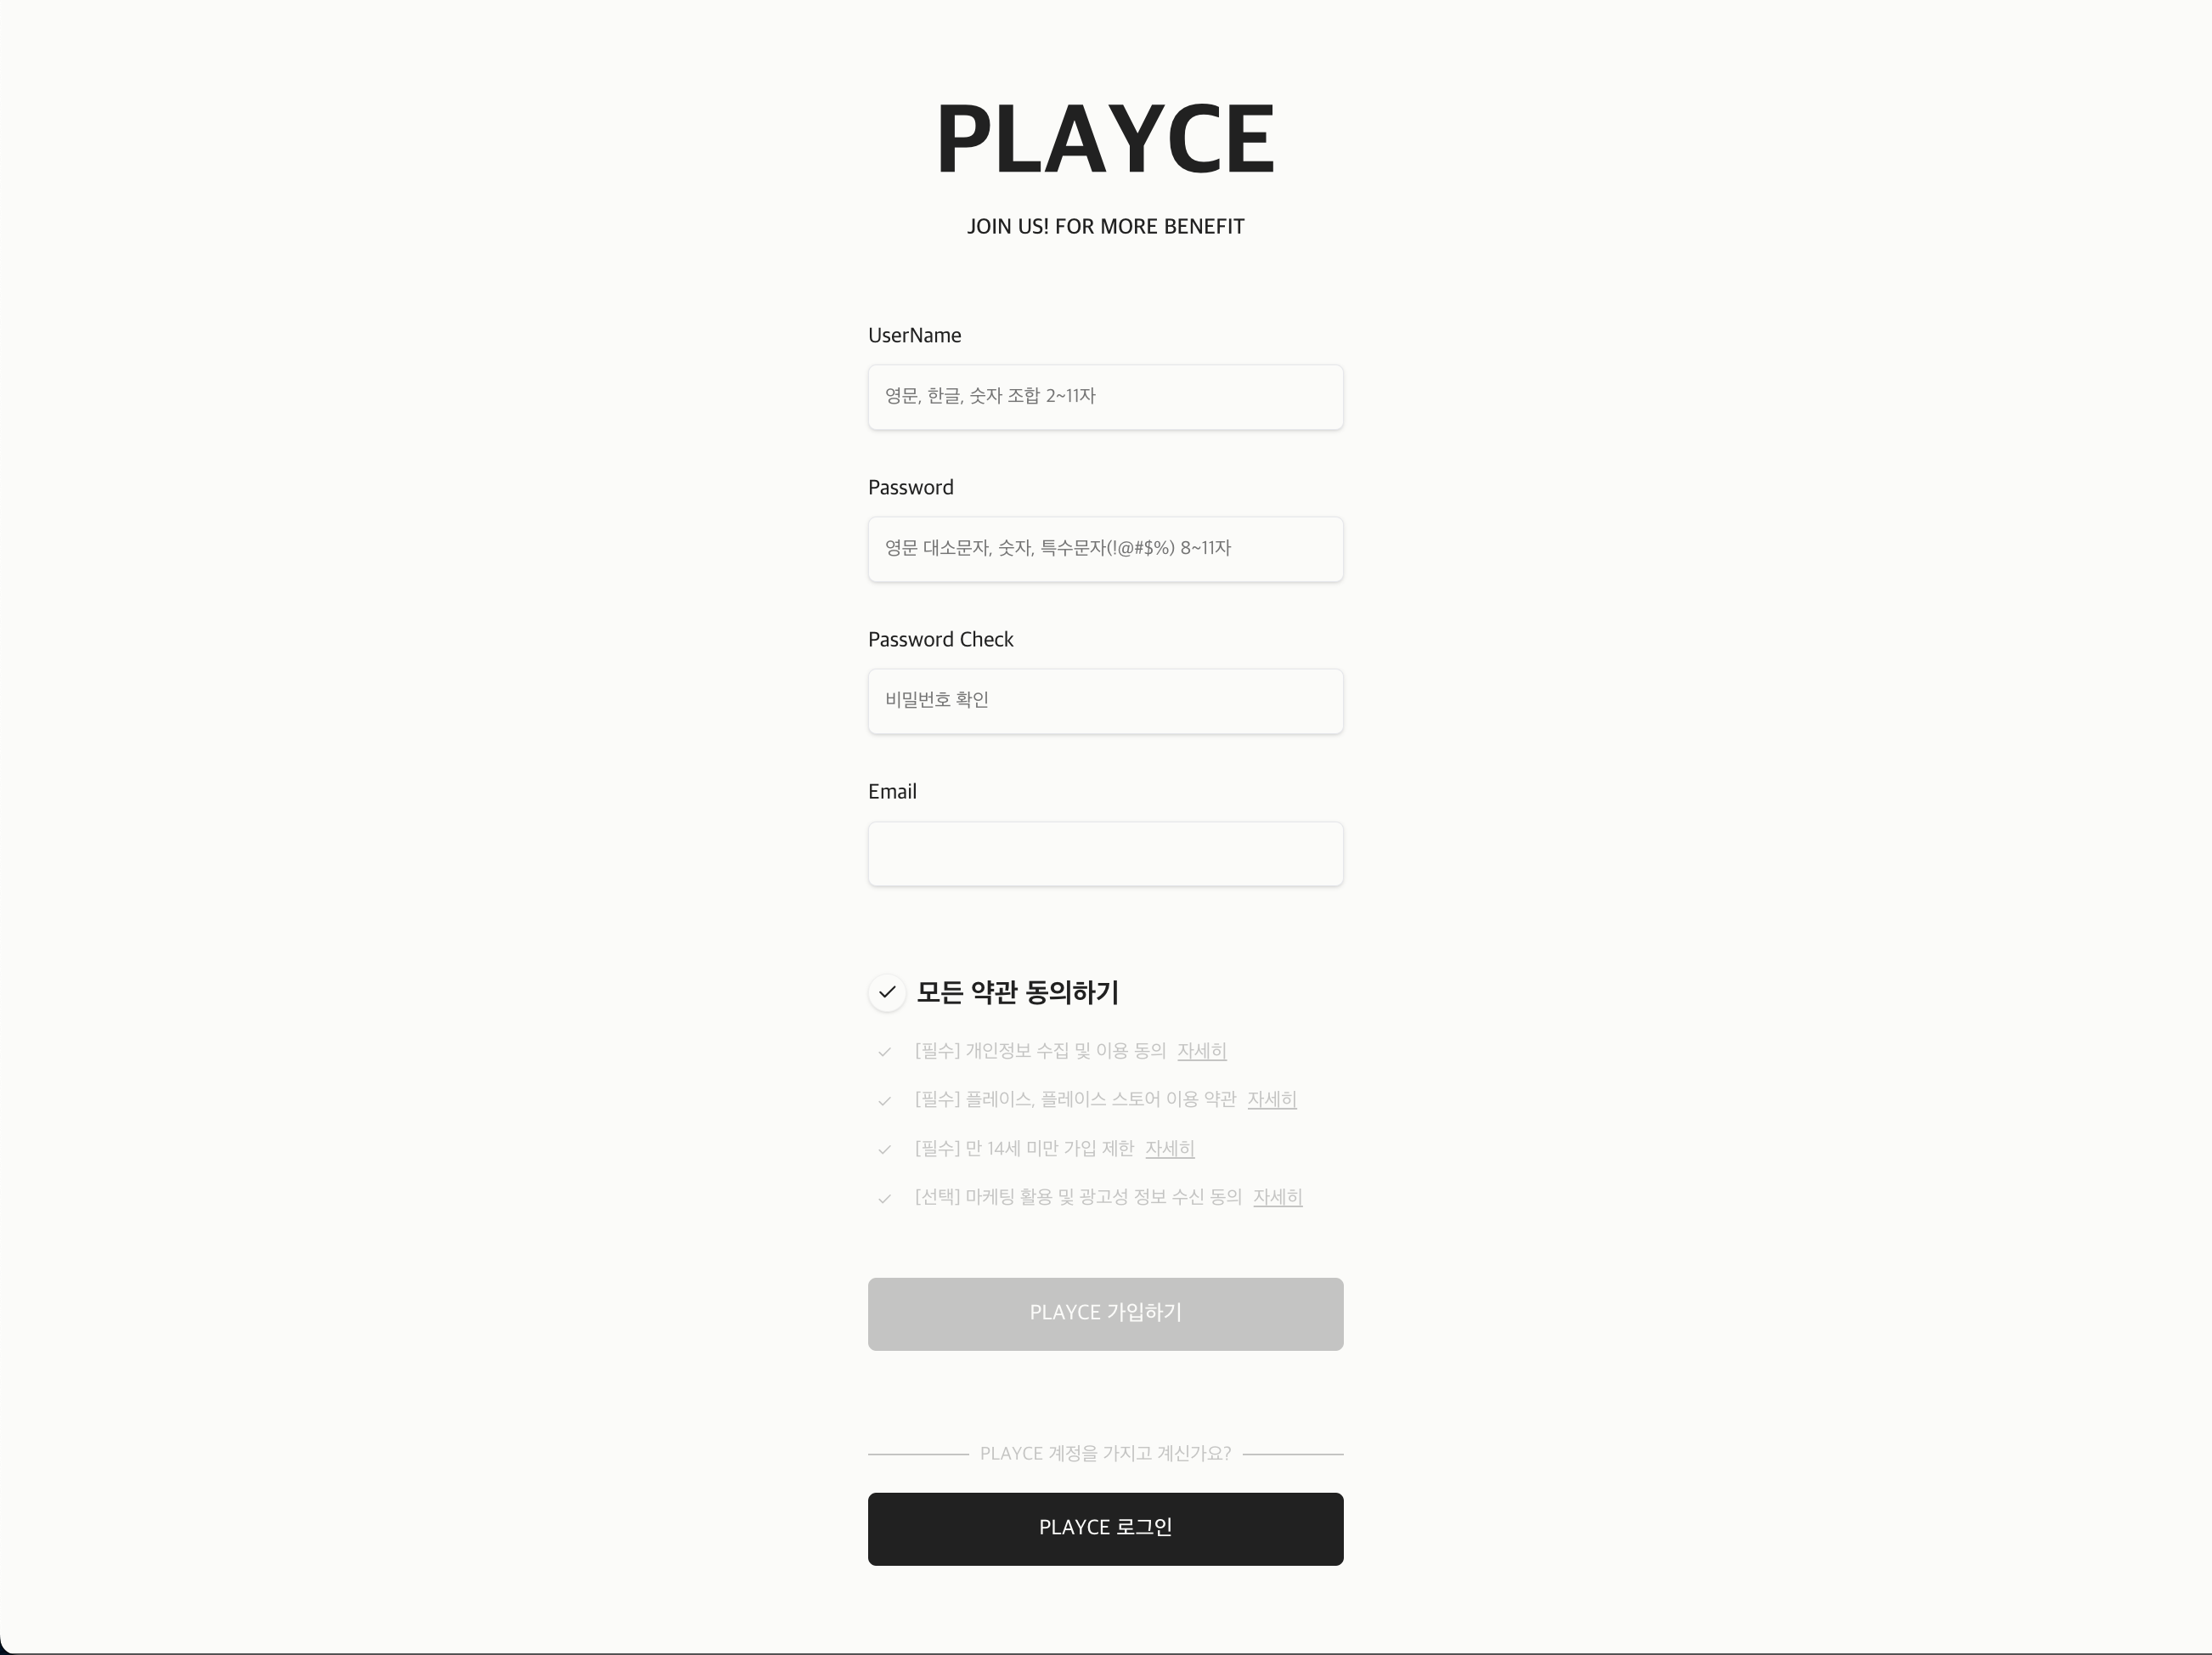 PLAYCE
JOIN US! FOR MORE BENEFIT
UserName
영문, 한글, 숫자 조합 2~11자
Password
영문 대소문자, 숫자, 특수문자(!@#$%) 8~11자
Password Check
비밀번호 확인
Email
모든 약관 동의하기
[필수] 개인정보 수집 및 이용 동의 자세히
[필수] 플레이스, 플레이스 스토어 이용 약관 자세히
[필수] 만 14세 미만 가입 제한 자세히
[선택] 마케팅 활용 및 광고성 정보 수신 동의 자세히
PLAYCE 가입하기
PLAYCE 계정을 가지고 계신가요?
PLAYCE 로그인